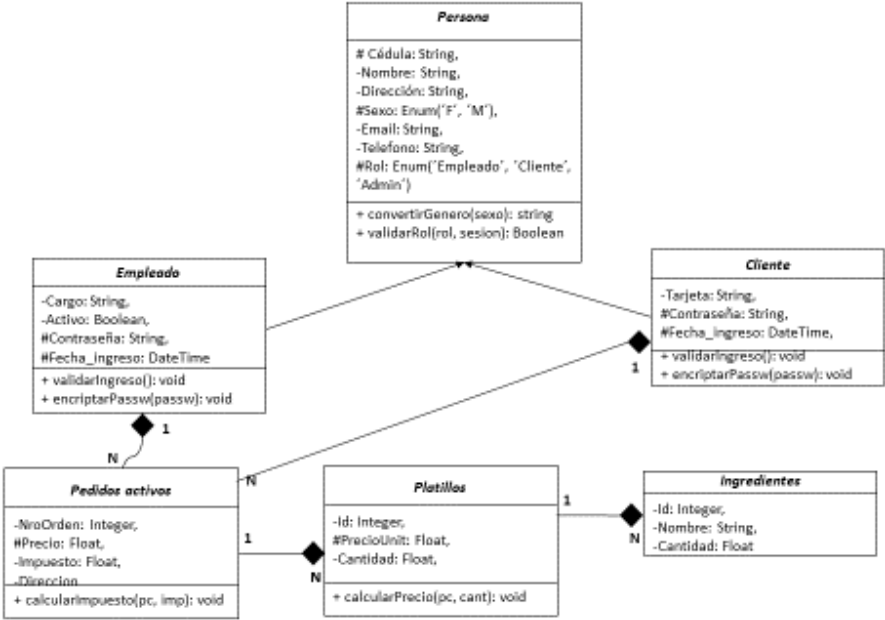 Persona
# Cédula: String,
-Nombre: String,
-Dirección: String,
#Sexo: Enum(´F´, ´M´),
-Email: String,
-Telefono: String,
#Rol: Enum(´Empleado´, ´Cliente´,
´Admin´)
+ convertirGenero(sexo): string
+ validarRol(rol, sesion): Boolean
Empleado
-Cargo: String,
-Activo: Boolean,
#Contraseña: String,
#Fecha_ingreso: DateTime
+ validarIngreso(): void
+ encriptarPassw(passw): void
Cliente
-Tarjeta: String,
#Contraseña: String,
#Fecha_ingreso: DateTime,
+ validarIngreso(): void
+ encriptarPassw(passw): void
1
N
1
N
Pedidos activos
-NroOrden: Integer,
#Precio: Float,
-Impuesto: Float,
-Direccion
+ calcularImpuesto(pc, imp): void
1
N
Platillos
-Id: Integer,
#PrecioUnit: Float,
-Cantidad: Float,
+ calcularPrecio(pc, cant): void
1
N
Ingredientes
-Id: Integer,
-Nombre: String,
-Cantidad: Float